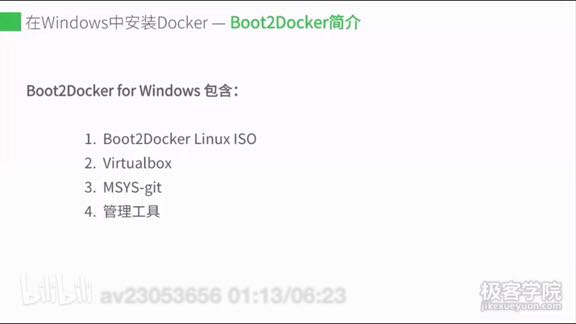 在Windows中安装Docker — Boot2Docker简介
Boot2Docker for Windows 包含：
1. Boot2Docker Linux ISO
2. Virtualbox
3. MSYS-git
4. 管理工具
bilibili av23053656 01:13/06:23
极客学院
jikexueyuan.com